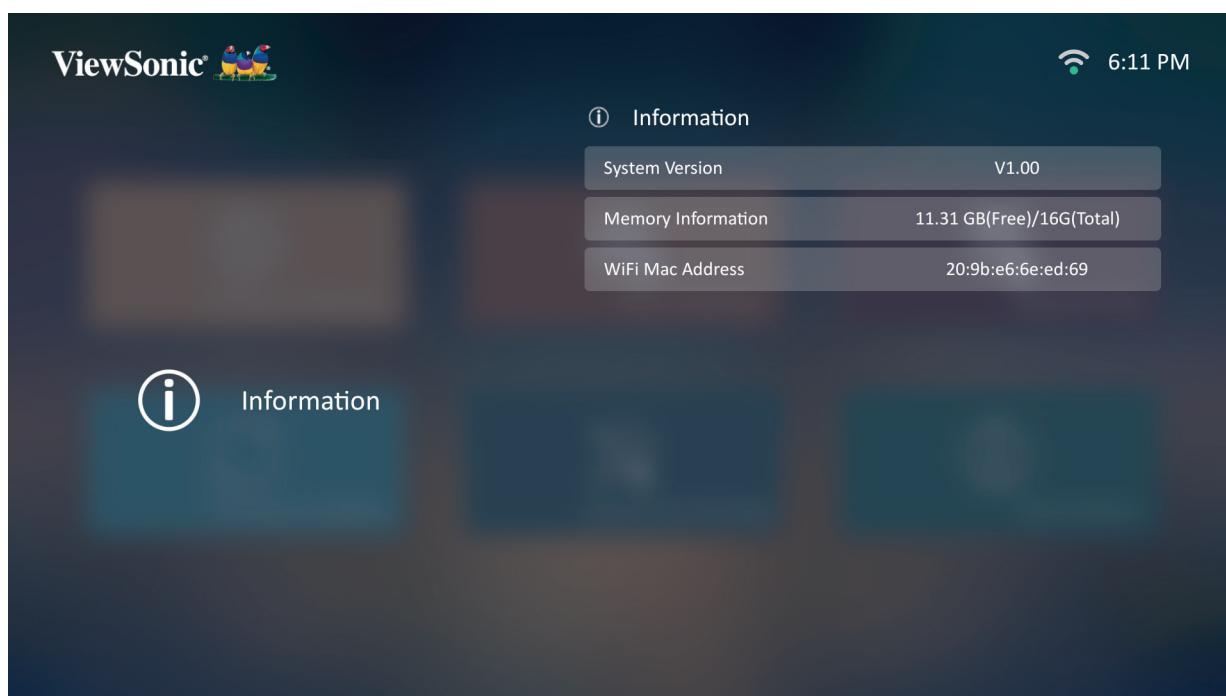 ViewSonic®
6:11 PM
Information
System Version V1.00
Memory Information 11.31 GB(Free)/16G(Total)
WiFi Mac Address 20:9b:e6:6e:ed:69
Information